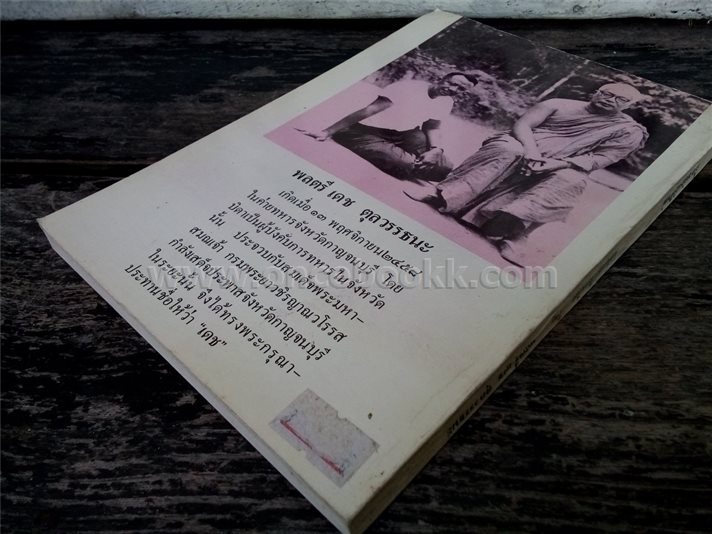 พลตรี เดช ตุลวรรธนะ
เกิดเมื่อ ๑๓ พฤศจิกายน๒๔๕๘
ในค่ายทหารจังหวัดกาญจนบุรี โดย
บิดาเป็นผู้บังคับการทหารในจังหวัด
นั้น ประจวบกับสมเด็จพระมหา-
สมณเจ้า กรมพระยาวชิรญาณวโรรส
กำลังเสด็จประพาสจังหวัดกาญจนบุรี
ในระยะนั้น จึงได้ทรงพระกรุณา-
ประทานชื่อให้ว่า "เดช"